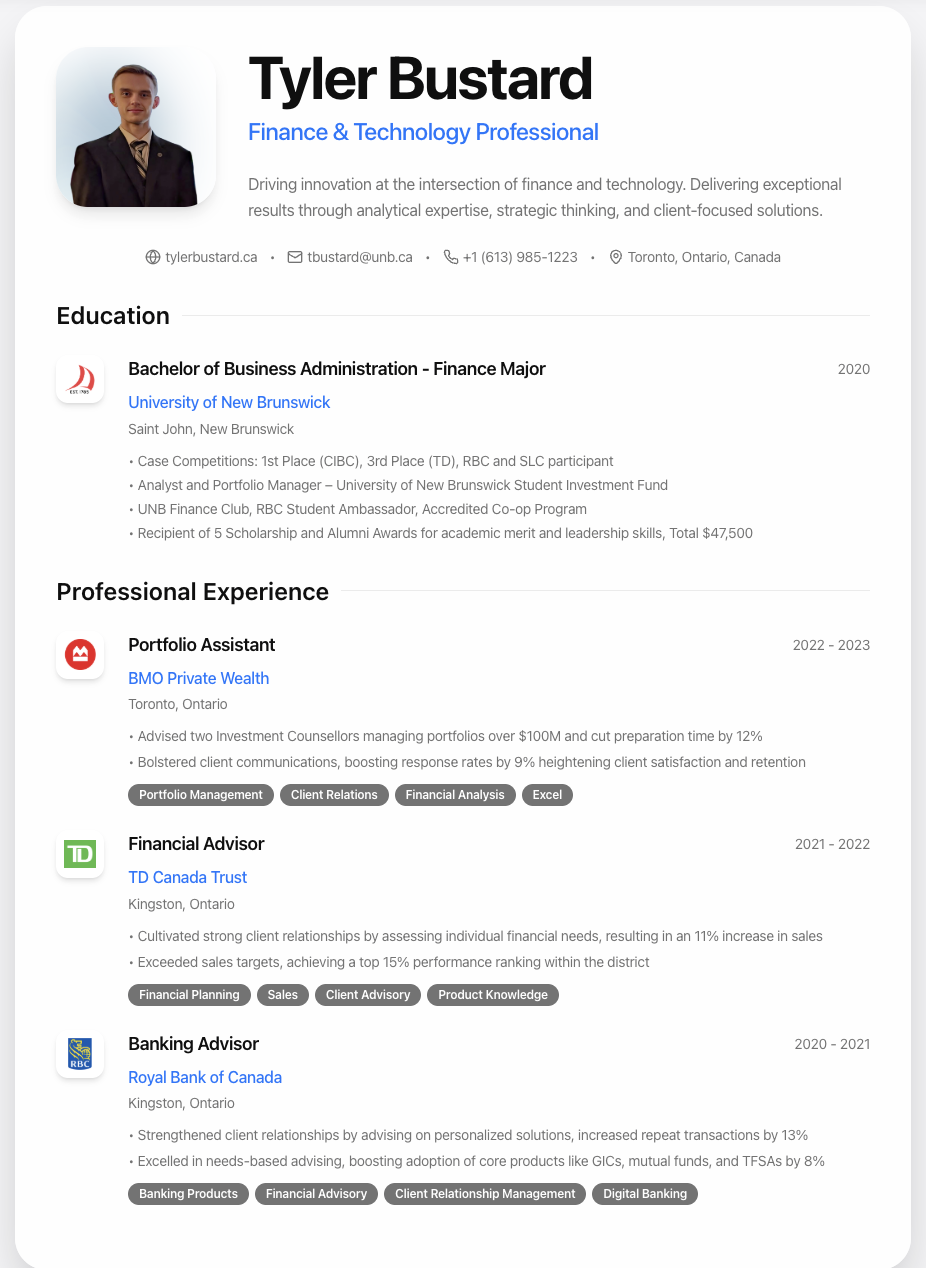 Tyler Bustard
Finance & Technology Professional
Driving innovation at the intersection of finance and technology. Delivering exceptional
results through analytical expertise, strategic thinking, and client-focused solutions.
tylerbustard.ca • tbustard@unb.ca • +1 (613) 985-1223 • Toronto, Ontario, Canada
Education
EST. 1785
Bachelor of Business Administration - Finance Major 2020
University of New Brunswick
Saint John, New Brunswick
• Case Competitions: 1st Place (CIBC), 3rd Place (TD), RBC and SLC participant
• Analyst and Portfolio Manager – University of New Brunswick Student Investment Fund
• UNB Finance Club, RBC Student Ambassador, Accredited Co-op Program
• Recipient of 5 Scholarship and Alumni Awards for academic merit and leadership skills, Total $47,500
Professional Experience
Portfolio Assistant 2022 - 2023
BMO Private Wealth
Toronto, Ontario
• Advised two Investment Counsellors managing portfolios over $100M and cut preparation time by 12%
• Bolstered client communications, boosting response rates by 9% heightening client satisfaction and retention
Portfolio Management Client Relations Financial Analysis Excel
TD
Financial Advisor 2021 - 2022
TD Canada Trust
Kingston, Ontario
• Cultivated strong client relationships by assessing individual financial needs, resulting in an 11% increase in sales
• Exceeded sales targets, achieving a top 15% performance ranking within the district
Financial Planning Sales Client Advisory Product Knowledge
RBC
Banking Advisor 2020 - 2021
Royal Bank of Canada
Kingston, Ontario
• Strengthened client relationships by advising on personalized solutions, increased repeat transactions by 13%
• Excelled in needs-based advising, boosting adoption of core products like GICs, mutual funds, and TFSAs by 8%
Banking Products Financial Advisory Client Relationship Management Digital Banking